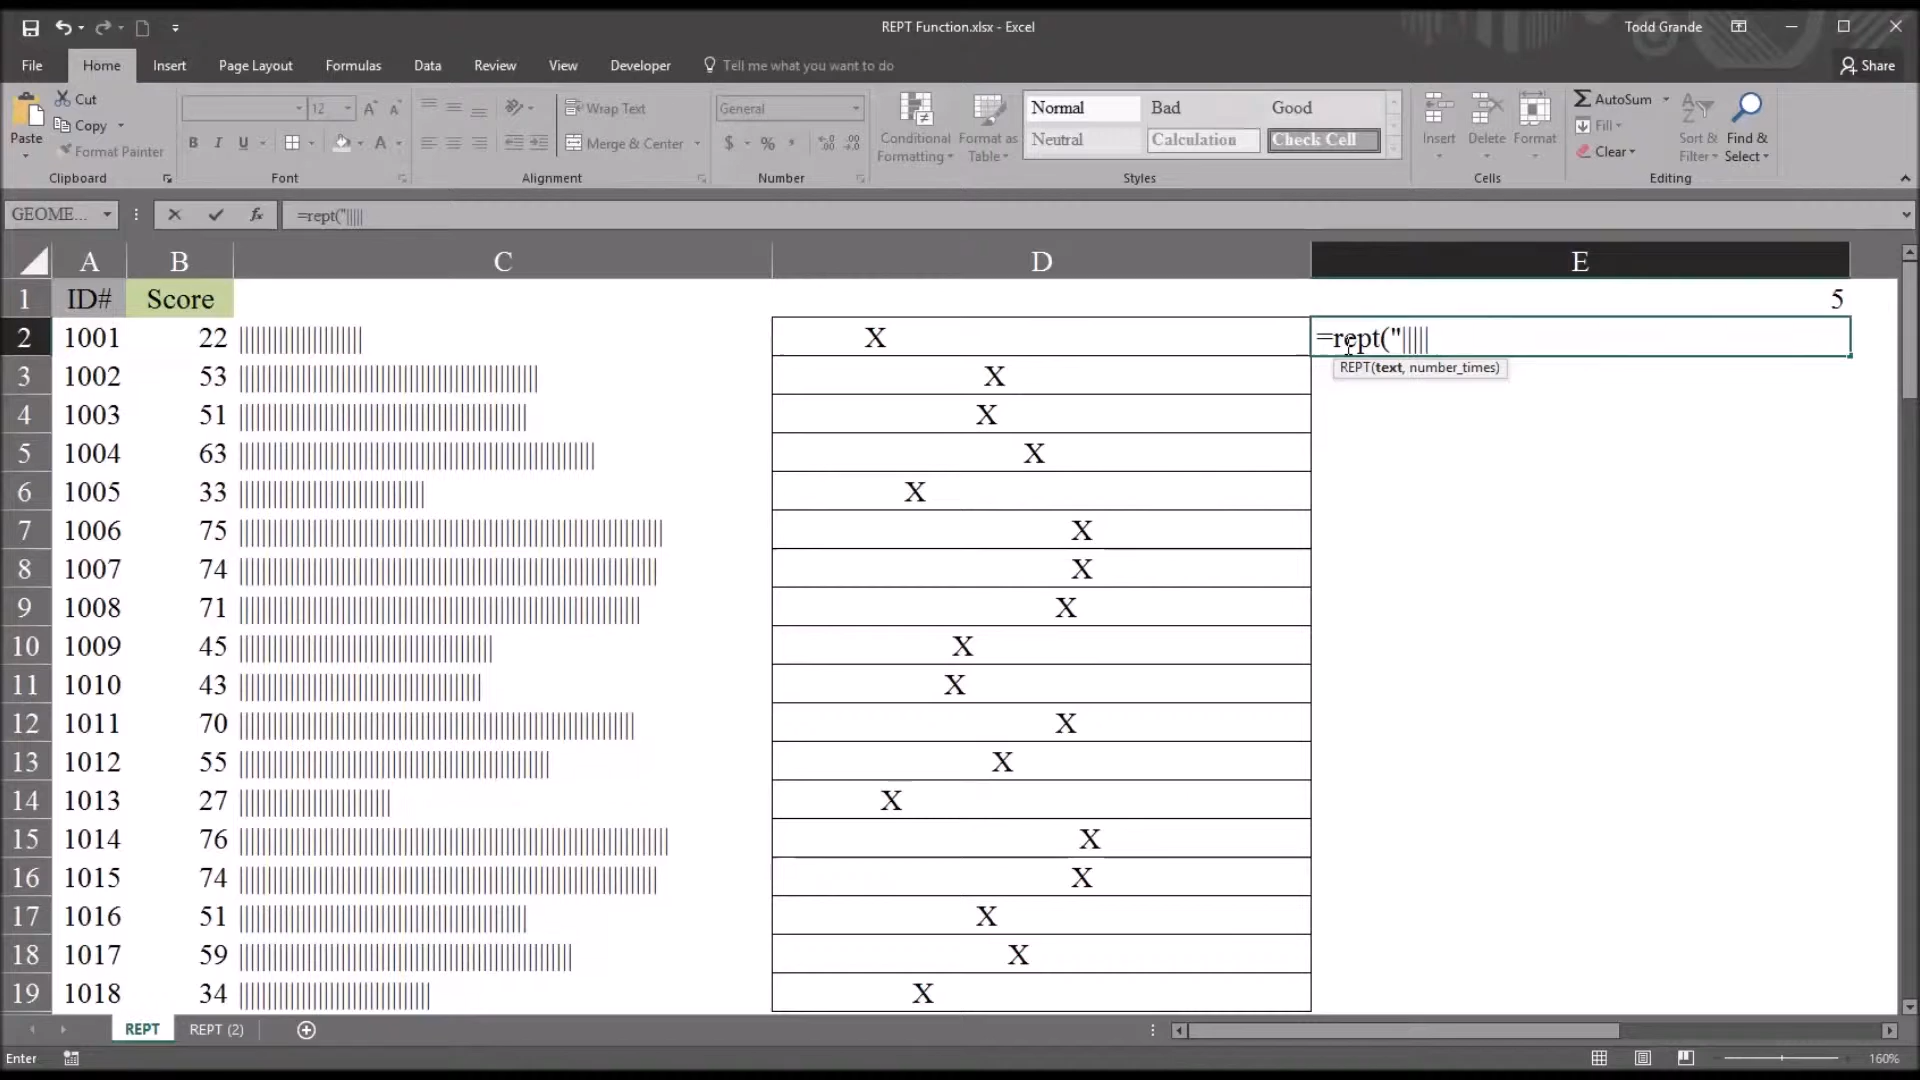 REPT Function.xlsx - Excel
Todd Grande
File Home Insert Page Layout Formulas Data Review View Developer Tell me what you want to do Share
Paste
Cut
Copy
Format Painter
Clipboard
12
B I U
A
Font
Wrap Text
Merge & Center
Alignment
General
$ %
Number
Conditional Formatting
Format as Table
Normal Bad Good
Neutral Calculation Check Cell
Styles
Insert Delete Format
Cells
AutoSum
Fill
Clear
Sort & Filter
Find & Select
Editing
GEOME... fx =rept("|||||
A B C D E
1 ID# Score 5
2 1001 22 |||||||||||||||||||||| X =rept("|||||
REPT(text, number_times)
3 1002 53 ||||||||||||||||||||||||||||||||||||||||||||||||||||| X
4 1003 51 ||||||||||||||||||||||||||||||||||||||||||||||||||| X
5 1004 63 ||||||||||||||||||||||||||||||||||||||||||||||||||||||||||||||| X
6 1005 33 ||||||||||||||||||||||||||||||||| X
7 1006 75 ||||||||||||||||||||||||||||||||||||||||||||||||||||||||||||||||||||||||||| X
8 1007 74 |||||||||||||||||||||||||||||||||||||||||||||||||||||||||||||||||||||||||| X
9 1008 71 ||||||||||||||||||||||||||||||||||||||||||||||||||||||||||||||||||||||| X
10 1009 45 ||||||||||||||||||||||||||||||||||||||||||||| X
11 1010 43 ||||||||||||||||||||||||||||||||||||||||||| X
12 1011 70 |||||||||||||||||||||||||||||||||||||||||||||||||||||||||||||||||||||| X
13 1012 55 ||||||||||||||||||||||||||||||||||||||||||||||||||||||| X
14 1013 27 ||||||||||||||||||||||||||| X
15 1014 76 |||||||||||||||||||||||||||||||||||||||||||||||||||||||||||||||||||||||||||| X
16 1015 74 |||||||||||||||||||||||||||||||||||||||||||||||||||||||||||||||||||||||||| X
17 1016 51 ||||||||||||||||||||||||||||||||||||||||||||||||||| X
18 1017 59 ||||||||||||||||||||||||||||||||||||||||||||||||||||||||||| X
19 1018 34 |||||||||||||||||||||||||||||||||| X
REPT REPT (2)
Enter 160%